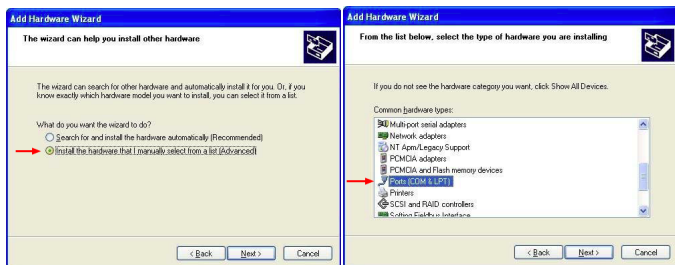 Add Hardware Wizard
The wizard can help you install other hardware
The wizard can search for other hardware and automatically install it for you. Or, if you
know exactly which hardware model you want to install, you can select it from a list.
What do you want the wizard to do?
Search for and install the hardware automatically (Recommended)
Install the hardware that I manually select from a list (Advanced)
< Back
Next >
Cancel
Add Hardware Wizard
From the list below, select the type of hardware you are installing
If you do not see the hardware category you want, click Show All Devices.
Common hardware types:
Multi-port serial adapters
Network adapters
NT Apm/Legacy Support
PCMCIA adapters
PCMCIA and Flash memory devices
Ports (COM & LPT)
Printers
SCSI and RAID controllers
Softing Fieldbus Interface
< Back
Next >
Cancel